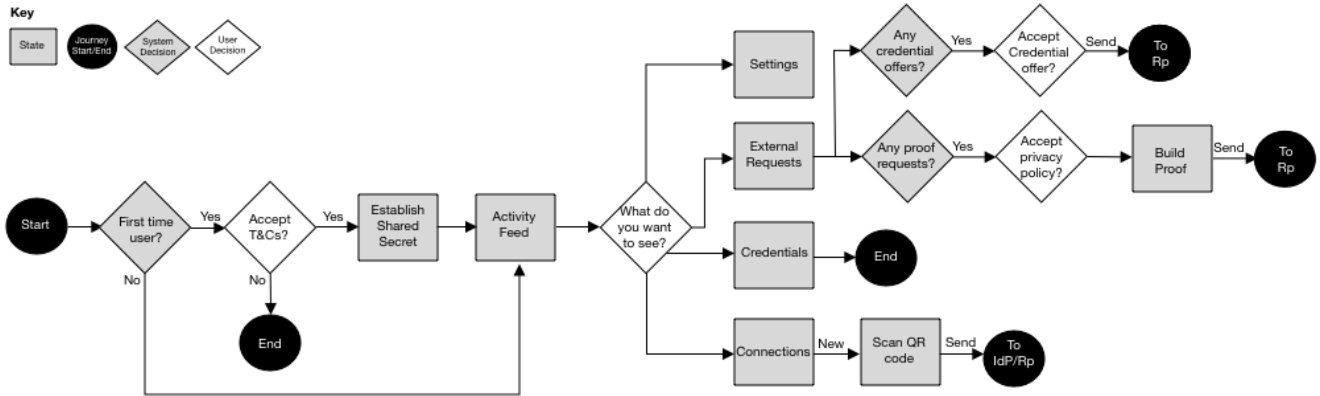 Key
State
Journey
Start/End
System
Decision
User
Decision
Start
First time
user?
Yes
No
Accept
T&Cs?
Yes
No
End
Establish
Shared
Secret
Activity
Feed
What do
you want
to see?
Settings
External
Requests
Any
credential
offers?
Yes
Accept
Credential
offer?
Send
To
Rp
Any proof
requests?
Yes
Accept
privacy
policy?
Build
Proof
Send
To
Rp
Credentials
End
Connections
New
Scan QR
code
Send
To
IdP/Rp